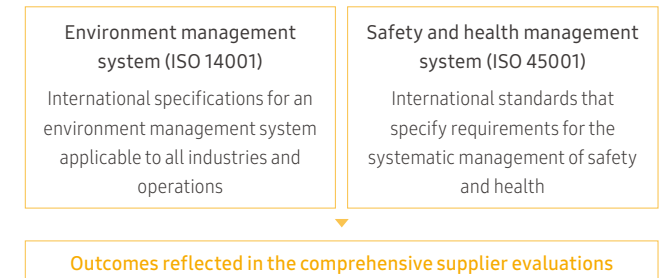 Environment management
system (ISO 14001)
International specifications for an
environment management system
applicable to all industries and
operations
Safety and health management
system (ISO 45001)
International standards that
specify requirements for the
systematic management of safety
and health
Outcomes reflected in the comprehensive supplier evaluations